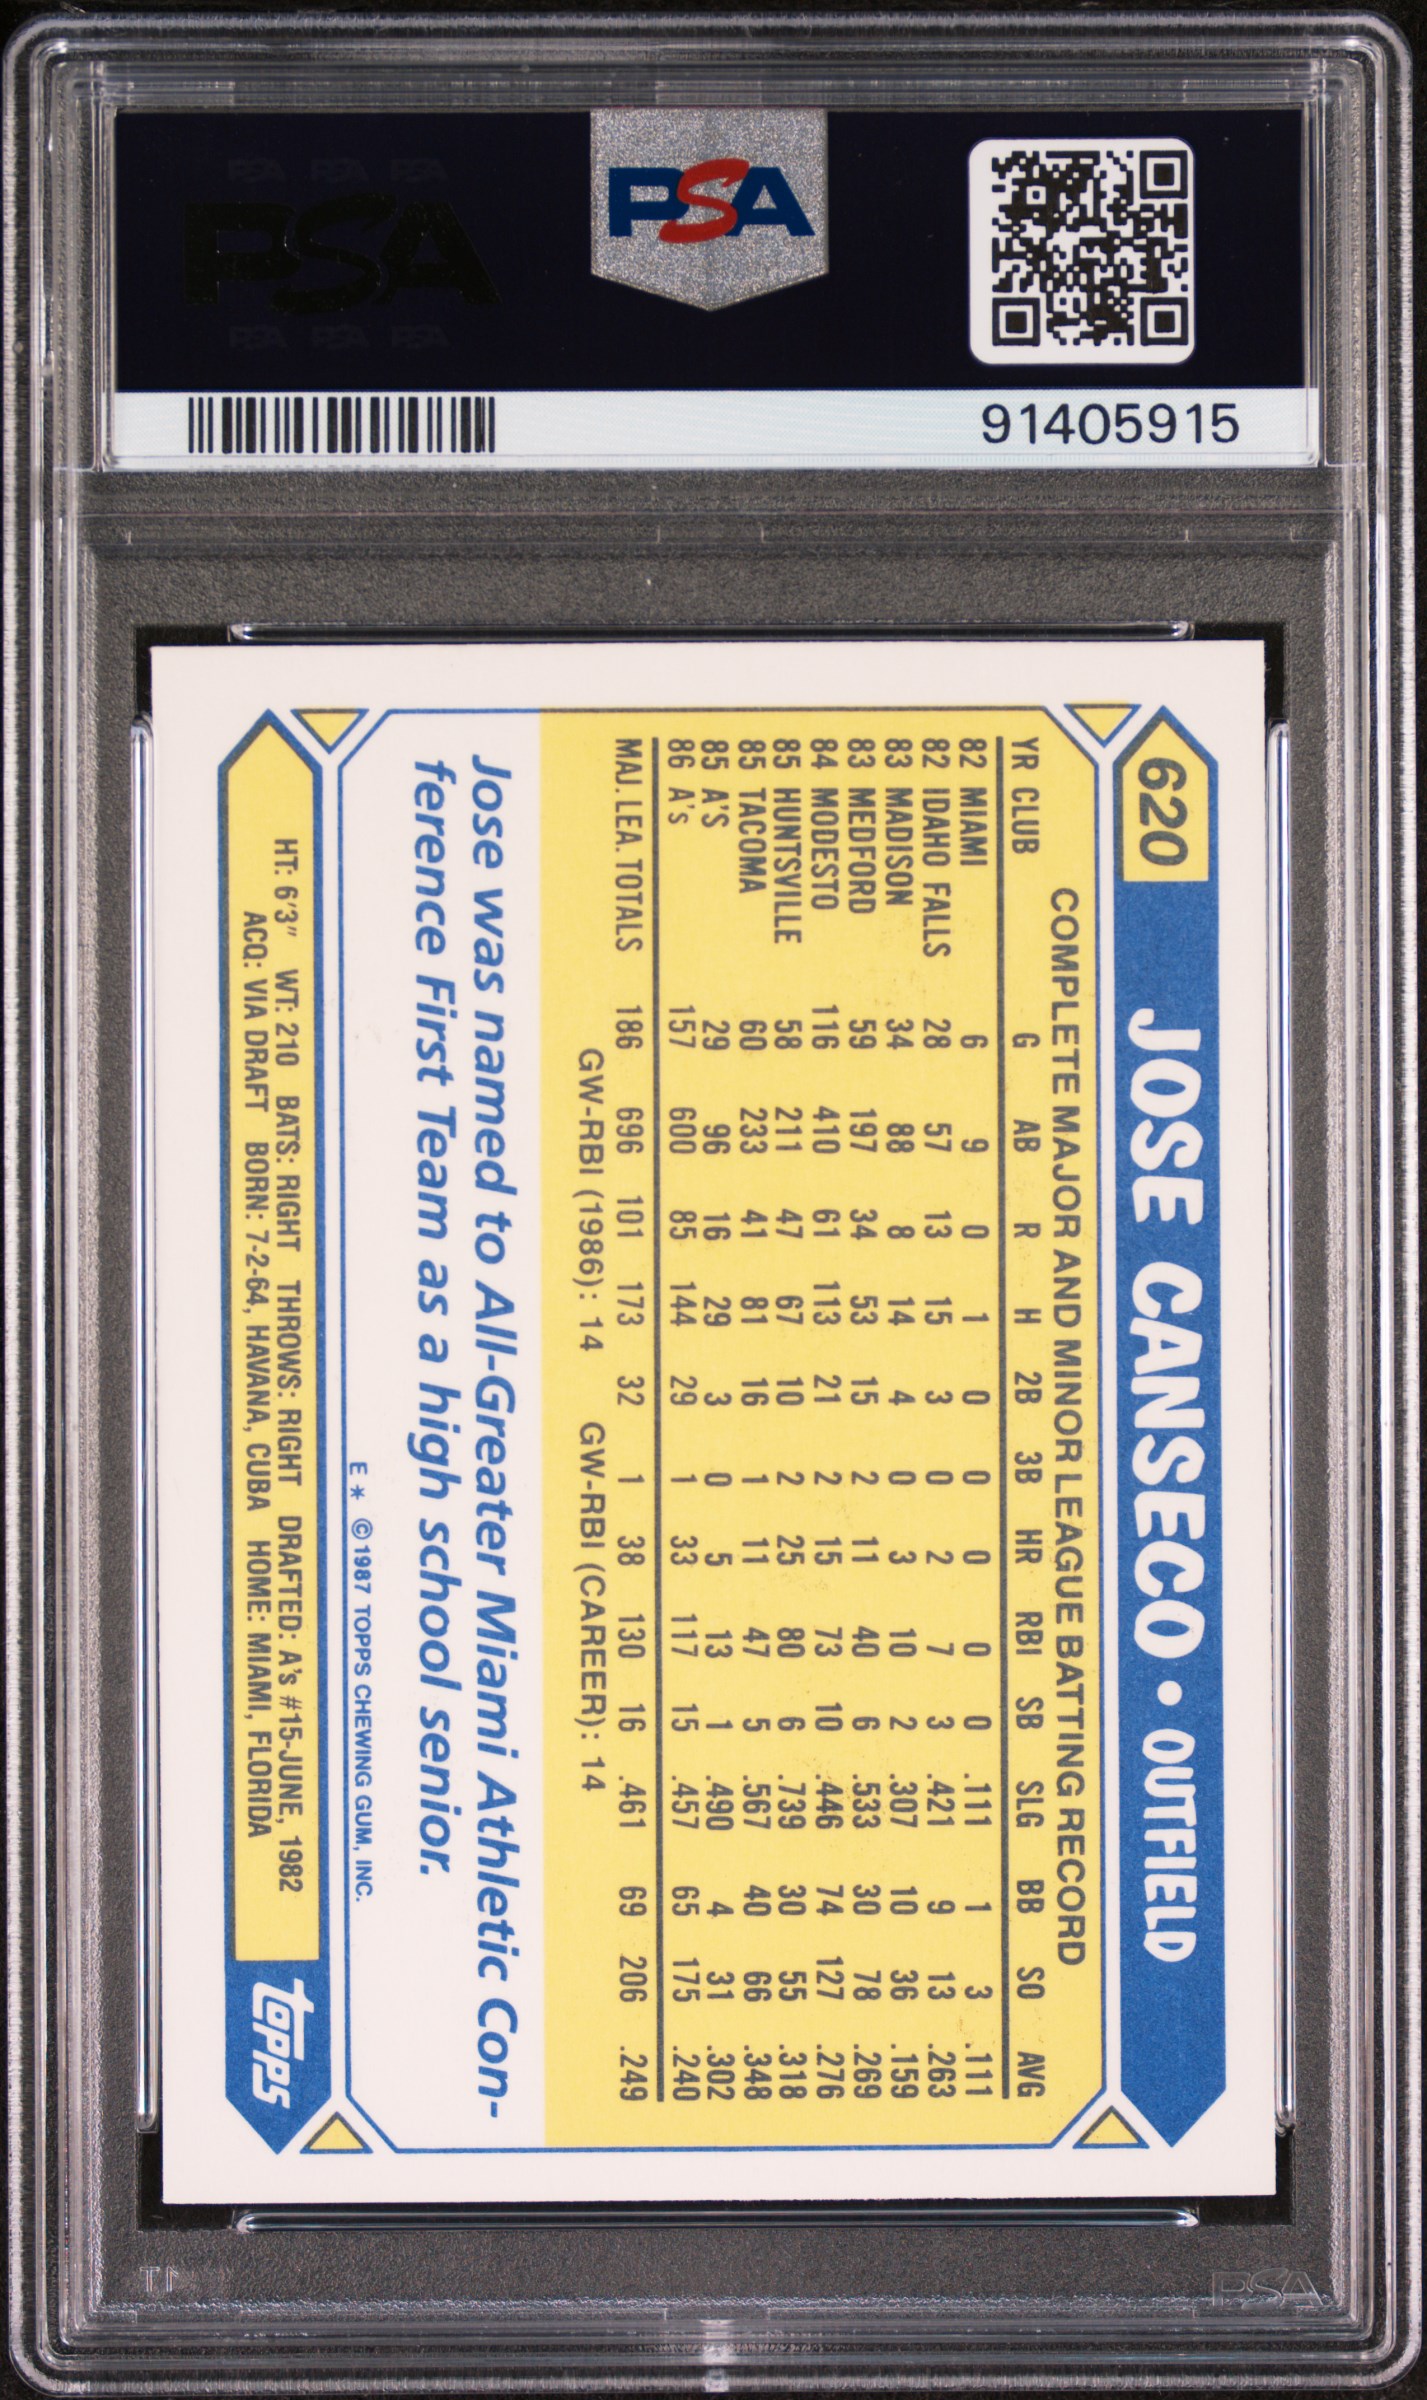 PSA PSA PSA
PSA
PSA PSA PSA
PSA
91405915
620 JOSE CANSECO • OUTFIELD
COMPLETE MAJOR AND MINOR LEAGUE BATTING RECORD
YR CLUB G AB R H 2B 3B HR RBI SB SLG BB SO AVG
82 MIAMI 6 9 0 1 0 0 0 0 0 .111 1 3 .111
82 IDAHO FALLS 28 57 13 15 3 0 2 7 3 .421 9 13 .263
83 MADISON 34 88 8 14 4 0 3 10 2 .307 10 36 .159
83 MEDFORD 59 197 34 53 15 2 11 40 6 .533 30 78 .269
84 MODESTO 116 410 61 113 21 2 15 73 10 .446 74 127 .276
85 HUNTSVILLE 58 211 47 67 10 2 25 80 6 .739 30 55 .318
85 TACOMA 60 233 41 81 16 1 11 47 5 .567 40 66 .348
85 A'S 29 96 16 29 3 0 5 13 1 .490 4 31 .302
86 A's 157 600 85 144 29 1 33 117 15 .457 65 175 .240
MAJ. LEA. TOTALS 186 696 101 173 32 1 38 130 16 .461 69 206 .249
GW-RBI (1986): 14 GW-RBI (CAREER): 14
Jose was named to All-Greater Miami Athletic Con-
ference First Team as a high school senior.
E * ©1987 TOPPS CHEWING GUM, INC.
HT: 6'3" WT: 210 BATS: RIGHT THROWS: RIGHT DRAFTED: A's #15-JUNE, 1982
ACQ: VIA DRAFT BORN: 7-2-64, HAVANA, CUBA HOME: MIAMI, FLORIDA
topps
PSA